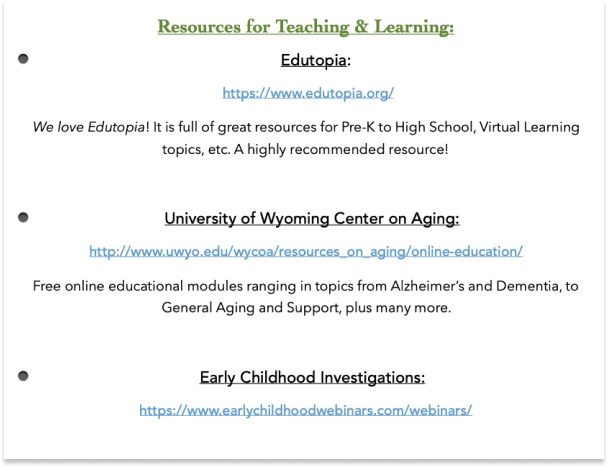 Resources for Teaching & Learning:
Edutopia:
https://www.edutopia.org/
We love Edutopia! It is full of great resources for Pre-K to High School, Virtual Learning
topics, etc. A highly recommended resource!
University of Wyoming Center on Aging:
http://www.uwyo.edu/wycoa/resources_on_aging/online-education/
Free online educational modules ranging in topics from Alzheimer’s and Dementia, to
General Aging and Support, plus many more.
Early Childhood Investigations:
https://www.earlychildhoodwebinars.com/webinars/